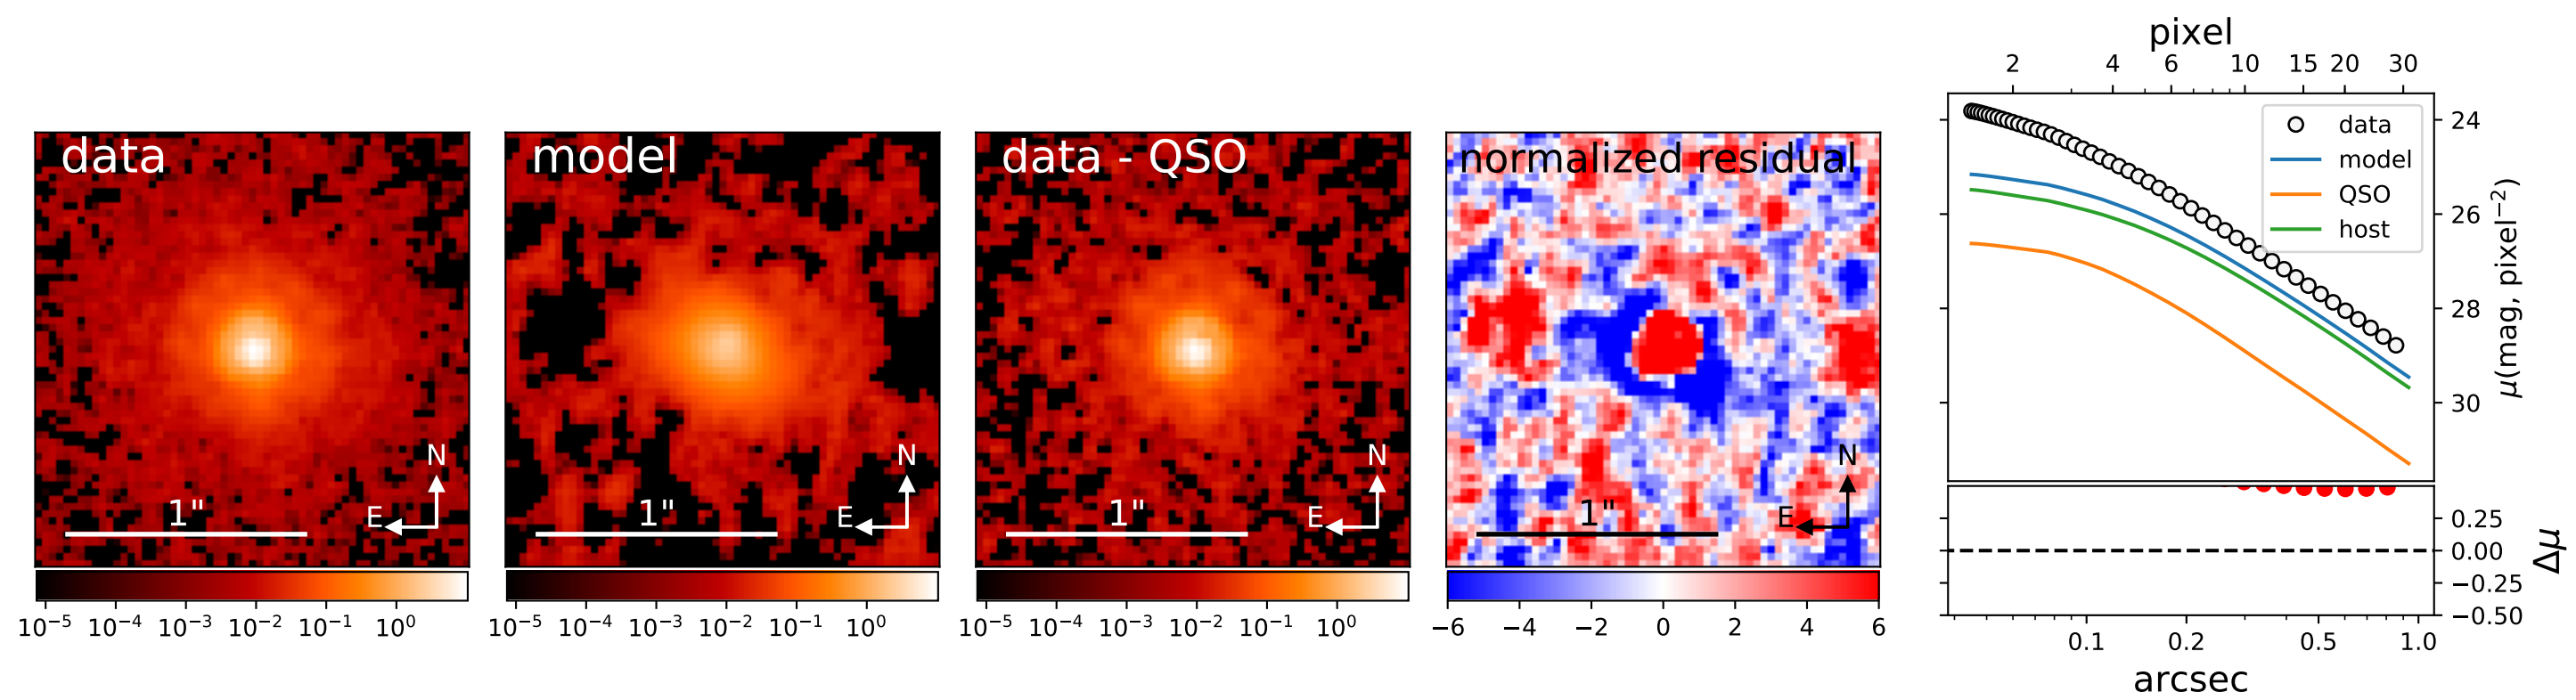 data
N
E
1"
10⁻⁵ 10⁻⁴ 10⁻³ 10⁻² 10⁻¹ 10⁰
model
N
E
1"
10⁻⁵ 10⁻⁴ 10⁻³ 10⁻² 10⁻¹ 10⁰
data - QSO
N
E
1"
10⁻⁵ 10⁻⁴ 10⁻³ 10⁻² 10⁻¹ 10⁰
normalized residual
N
E
1"
−6 −4 −2 0 2 4 6
pixel
2 4 6 10 15 20 30
data
model
QSO
host
24
26
28
30
μ(mag, pixel⁻²)
0.25
0.00
−0.25
−0.50
Δμ
0.1 0.2 0.5 1.0
arcsec